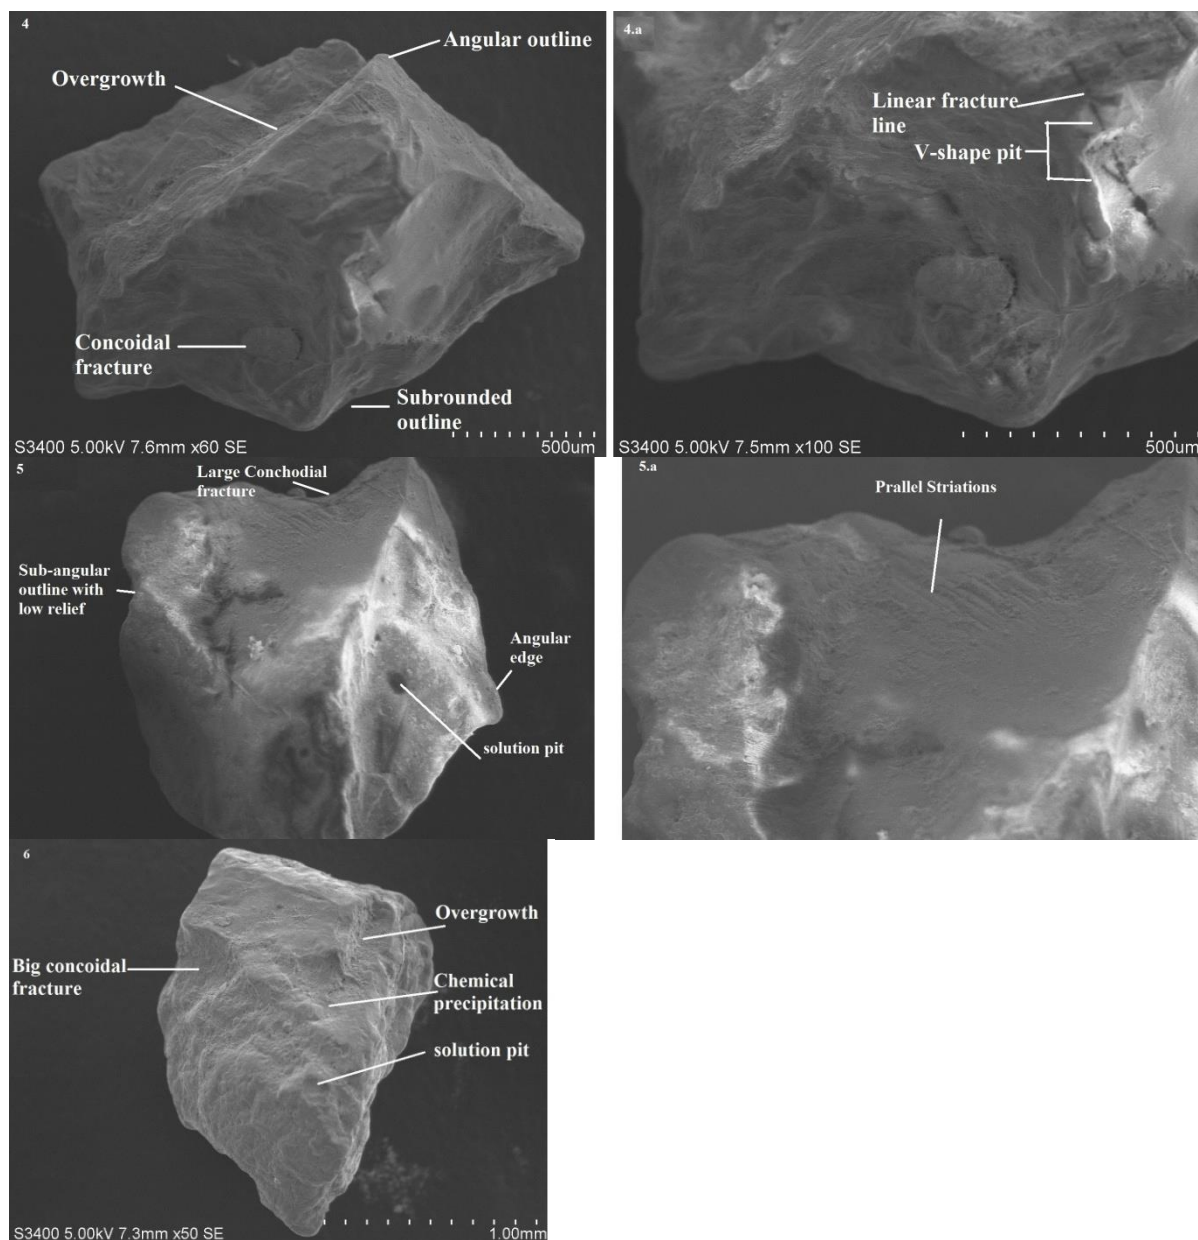 4
Angular outline
Overgrowth
Concoidal
fracture
Subrounded
outline
S3400 5.00kV 7.6mm x60 SE
500um
4.a
Linear fracture
line
V-shape pit
S3400 5.00kV 7.5mm x100 SE
500um
5
Large Conchodial
fracture
Sub-angular
outline with
low relief
Angular
edge
solution pit
5.a
Prallel Striations
6
Overgrowth
Big concoidal
fracture
Chemical
precipitation
solution pit
S3400 5.00kV 7.3mm x50 SE
1.00mm